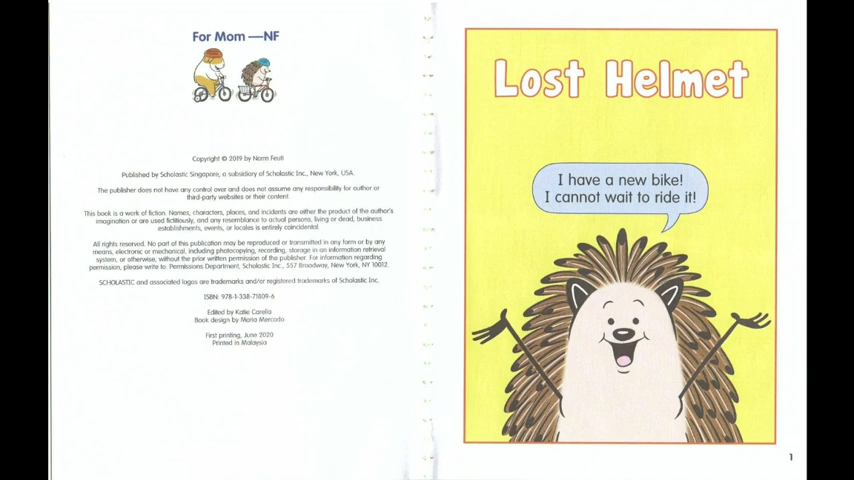 For Mom —NF
Copyright © 2019 by Norm Feuti
Published by Scholastic Singapore, a subsidiary of Scholastic Inc., New York, USA.
The publisher does not have any control over and does not assume any responsibility for author or
third-party websites or their content.
This book is a work of fiction. Names, characters, places, and incidents are either the product of the author's
imagination or are used fictitiously, and any resemblance to actual persons, living or dead, business
establishments, events, or locales is entirely coincidental.
All rights reserved. No part of this publication may be reproduced or transmitted in any form or by any
means, electronic or mechanical, including photocopying, recording, storage in an information retrieval
system, or otherwise, without the prior written permission of the publisher. For information regarding
permission, please write to: Permissions Department, Scholastic Inc., 557 Broadway, New York, NY 10012.
SCHOLASTIC and associated logos are trademarks and/or registered trademarks of Scholastic Inc.
ISBN: 978-1-338-71809-6
Edited by Katie Carella
Book design by Maria Mercado
First printing, June 2020
Printed in Malaysia
Lost Helmet
I have a new bike!
I cannot wait to ride it!
1